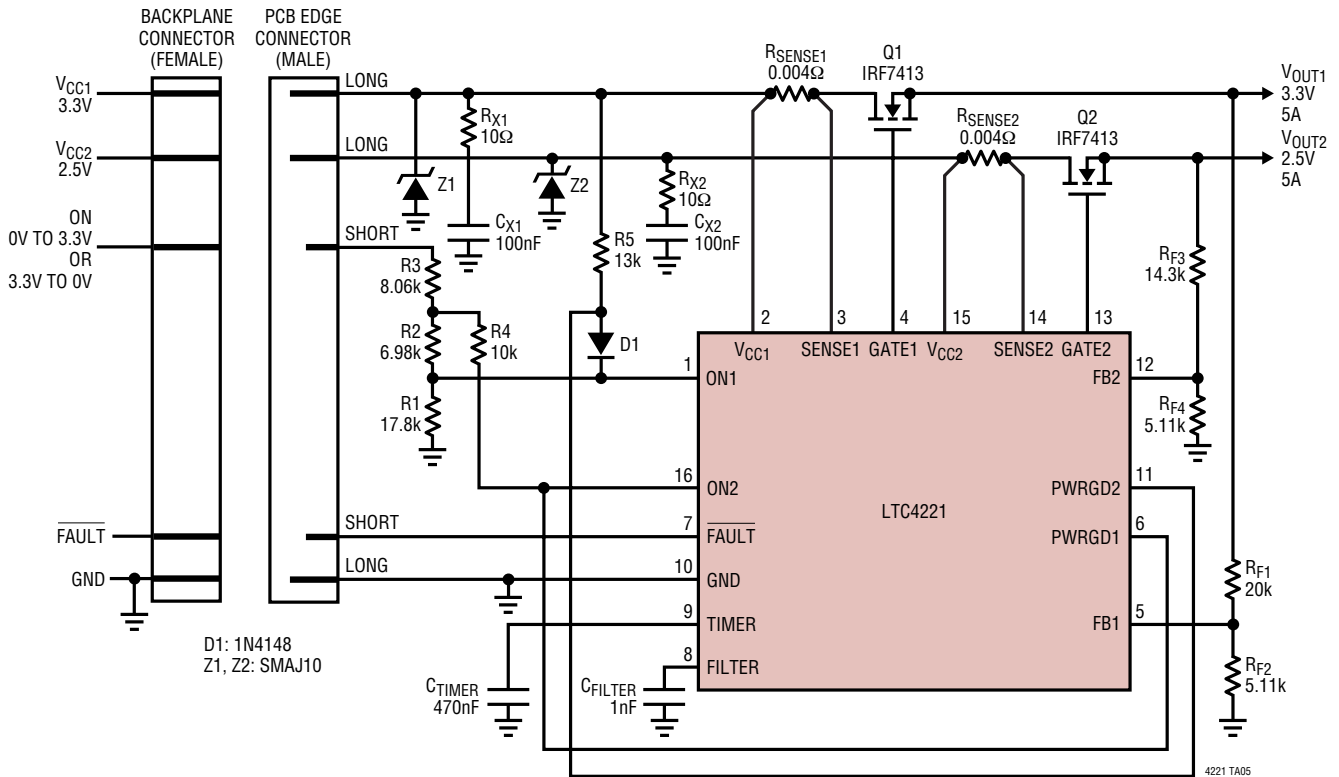 BACKPLANE
CONNECTOR
(FEMALE)
PCB EDGE
CONNECTOR
(MALE)
VCC1
3.3V
VCC2
2.5V
ON
0V TO 3.3V
OR
3.3V TO 0V
FAULT
GND
LONG
LONG
SHORT
SHORT
LONG
Z1
RX1
10Ω
CX1
100nF
Z2
RX2
10Ω
CX2
100nF
R3
8.06k
R2
6.98k
R4
10k
R1
17.8k
R5
13k
D1
RSENSE1
0.004Ω
Q1
IRF7413
RSENSE2
0.004Ω
Q2
IRF7413
VOUT1
3.3V
5A
VOUT2
2.5V
5A
RF3
14.3k
RF4
5.11k
RF1
20k
RF2
5.11k
2 3 4 15 14 13
VCC1 SENSE1 GATE1 VCC2 SENSE2 GATE2
1 ON1
16 ON2
7 FAULT
10 GND
9 TIMER
8 FILTER
LTC4221
FB2 12
PWRGD2 11
PWRGD1 6
FB1 5
CTIMER
470nF
CFILTER
1nF
D1: 1N4148
Z1, Z2: SMAJ10
4221 TA05